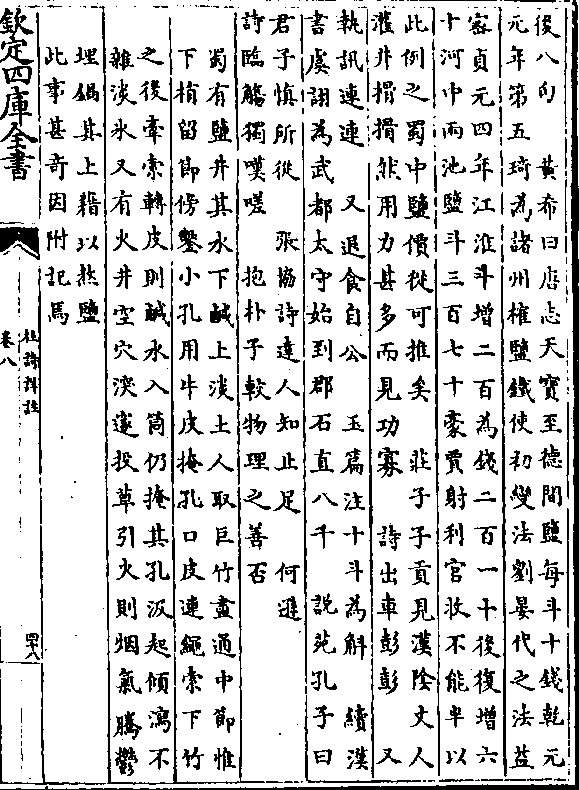 後八句　黃希曰唐志天寶至德間鹽每斗十錢乾元
元年第五琦為諸州榷鹽鐵使初變法劉晏代之法益
宻貞元四年江淮斗增二百為錢二百一十後復增六
十河中兩池鹽斗三百七十豪賈射利官收不能半以
此例之蜀中鹽價從可推矣　莊子子貢見漢隂丈人
灌井搰搰然用力甚多而見功寡　詩出車彭彭　又
執訊連連　又退食自公　玉篇注十斗為斛　續漢
書虞詡為武都太守始到郡石直八千　説苑孔子曰
君子慎所從　張協詩達人知止足　何遜
詩臨觴獨嘆嗟　抱朴子較物理之善否
蜀有鹽井其水下鹹上淡土人取巨竹盡通中節惟
下梢留節傍鑿小孔用牛皮掩孔口皮連繩索下竹
之後牽索轉皮則鹹水入筒仍掩其孔汲起傾瀉不
雜淡水又有火井空穴深邃投草引火則烟氣騰鬱
埋鍋其上藉以熬鹽
此事甚奇因附記焉
欽定四庫全書
杜詩詳註
卷八
四十八